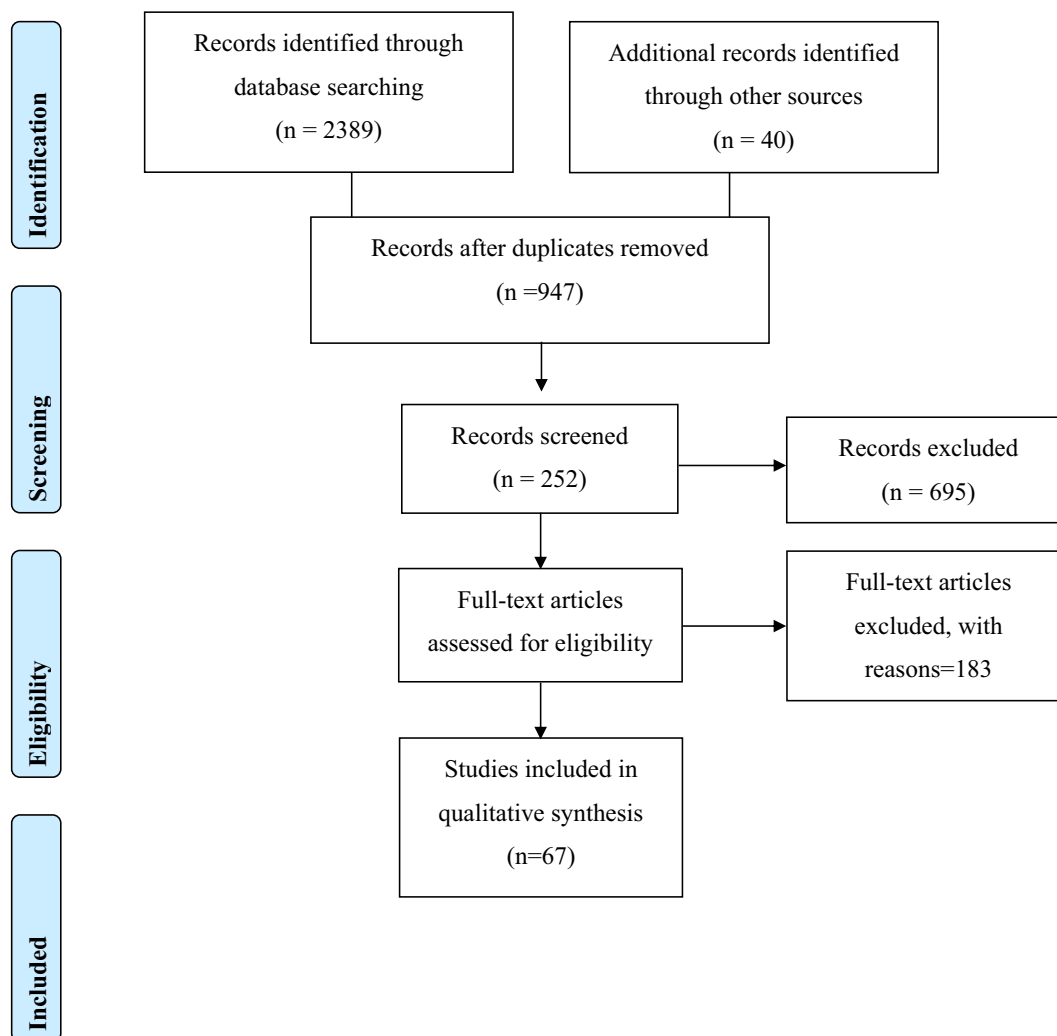 Identification
Records identified through
database searching
(n = 2389)
Additional records identified
through other sources
(n = 40)
Records after duplicates removed
(n =947)
Screening
Records screened
(n = 252)
Records excluded
(n = 695)
Eligibility
Full-text articles
assessed for eligibility
Full-text articles
excluded, with
reasons=183
Studies included in
qualitative synthesis
(n=67)
Included